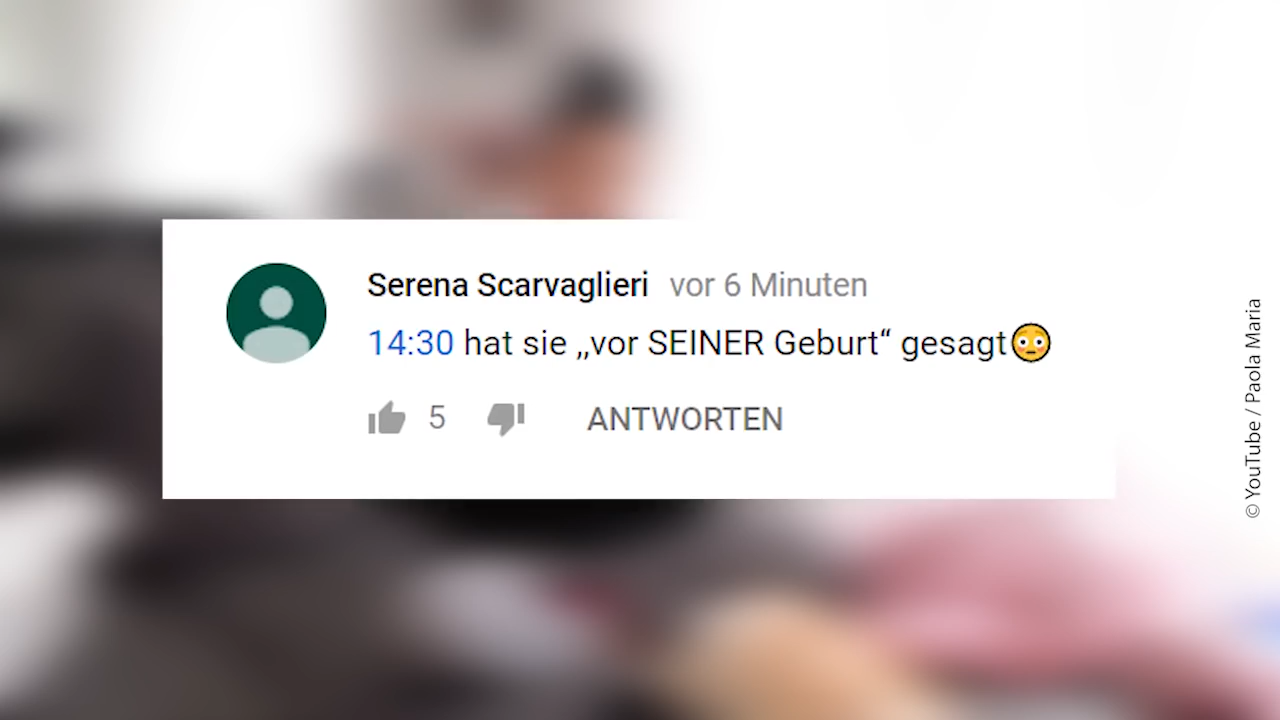 Serena Scarvaglieri vor 6 Minuten
14:30 hat sie ,,vor SEINER Geburt“ gesagt😳
5 ANTWORTEN
© YouTube / Paola Maria